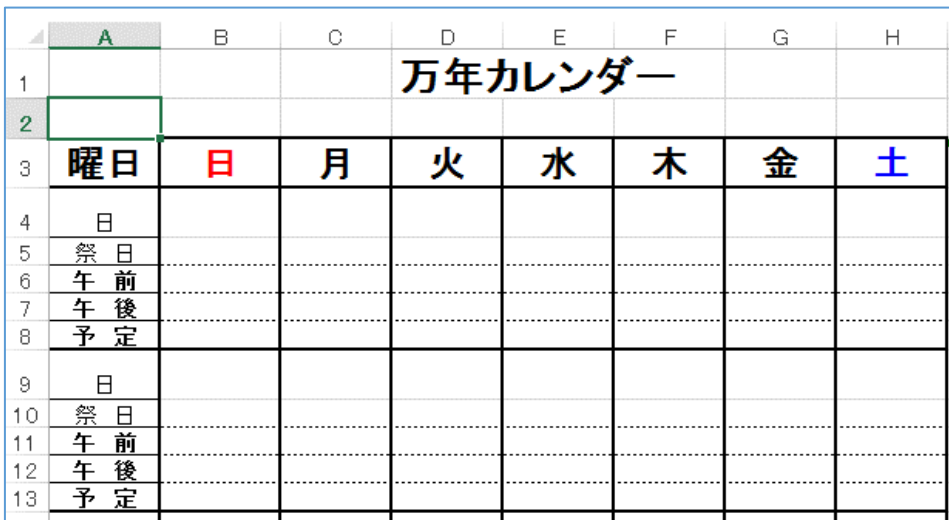 A B C D E F G H
1 万年カレンダー
2
3 曜日 日 月 火 水 木 金 土
4 日
5 祭 日
6 午 前
7 午 後
8 予 定
9 日
10 祭 日
11 午 前
12 午 後
13 予 定